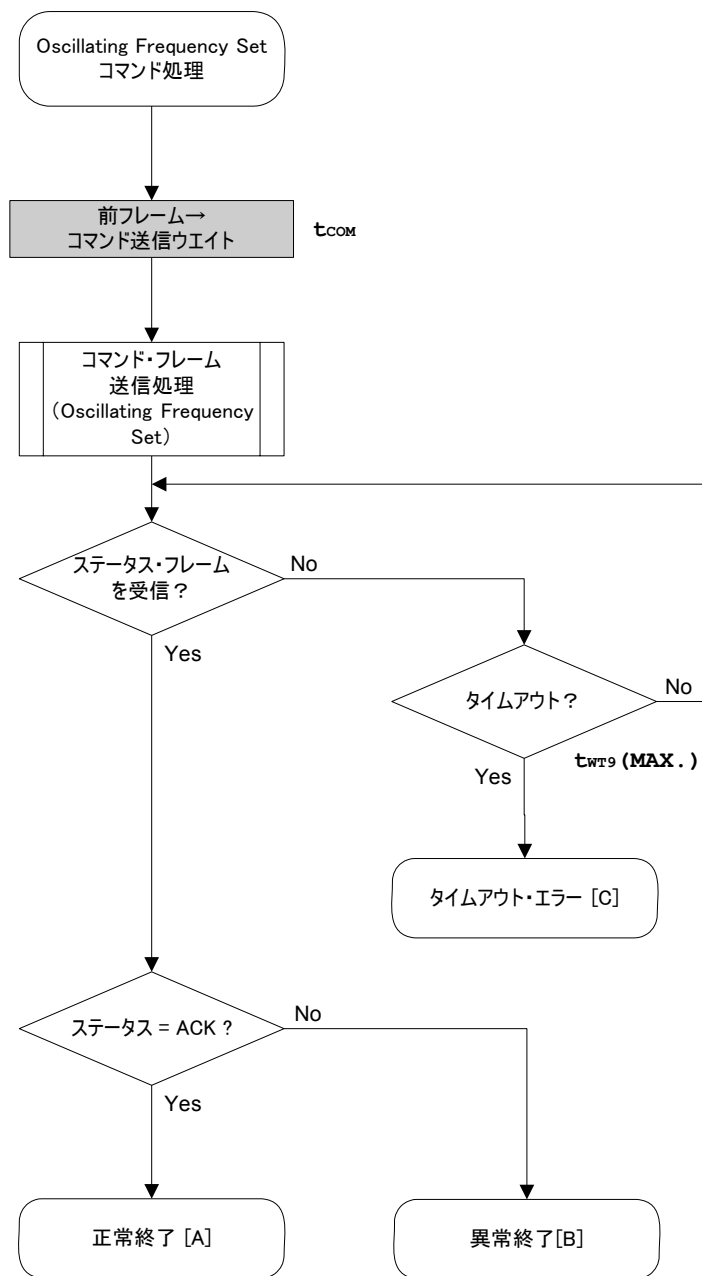 Oscillating Frequency Set
コマンド処理
前フレーム→
コマンド送信ウエイト
tCOM
コマンド・フレーム
送信処理
(Oscillating Frequency
Set)
ステータス・フレーム
を受信?
No
Yes
タイムアウト?
No
tWT9(MAX.)
Yes
タイムアウト・エラー [C]
ステータス = ACK ?
No
Yes
正常終了 [A]
異常終了[B]